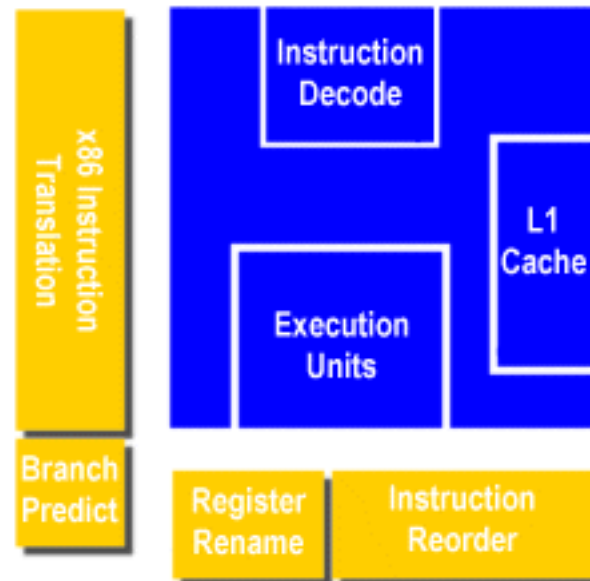 Instruction
Decode
x86 Instruction
Translation
L1
Cache
Execution
Units
Branch
Predict
Register
Rename
Instruction
Reorder